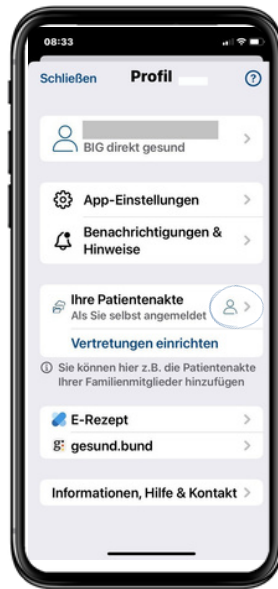 08:33
Schließen Profil ?
BIG direkt gesund
App-Einstellungen
Benachrichtigungen &
Hinweise
Ihre Patientenakte
Als Sie selbst angemeldet
Vertretungen einrichten
Sie können hier z.B. die Patientenakte
Ihrer Familienmitglieder hinzufügen
E-Rezept
g: gesund.bund
Informationen, Hilfe & Kontakt